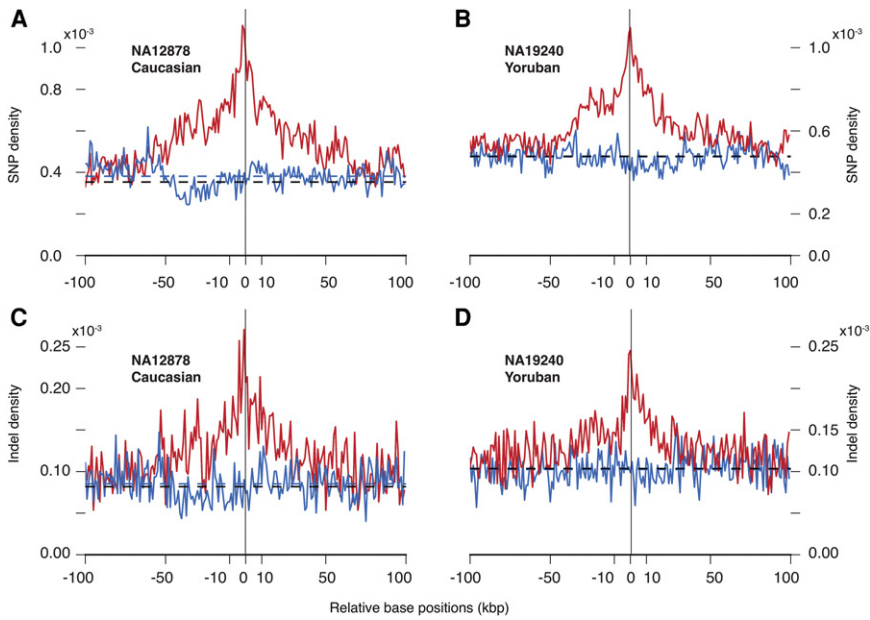 A
B
x10-3
x10-3
NA12878
Caucasian
NA19240
Yoruban
1.0
0.8
0.4
0.0
SNP density
1.0
0.6
0.2
0.0
SNP density
-100 -50 -10 0 10 50 100
-100 -50 -10 0 10 50 100
C
D
x10-3
x10-3
NA12878
Caucasian
NA19240
Yoruban
0.25
0.20
0.10
0.00
Indel density
0.25
0.15
0.10
0.00
Indel density
-100 -50 -10 0 10 50 100
-100 -50 -10 0 10 50 100
Relative base positions (kbp)